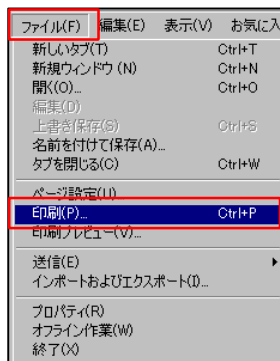 ファイル(F) 編集(E) 表示(V) お気に入
新しいタブ(T) Ctrl+T
新規ウィンドウ(N) Ctrl+N
開く(O)... Ctrl+O
編集(D)
上書き保存(S) Ctrl+S
名前を付けて保存(A)...
タブを閉じる(C) Ctrl+W
ページ設定(U)...
印刷(P)... Ctrl+P
印刷プレビュー(V)...
送信(E)
インポートおよびエクスポート(I)...
プロパティ(R)
オフライン作業(W)
終了(X)